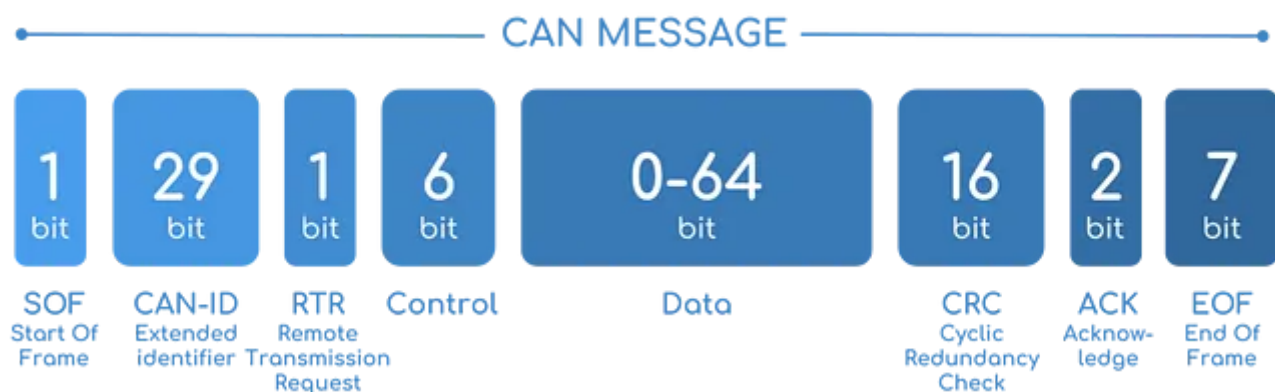 CAN MESSAGE
1
bit
29
bit
1
bit
6
bit
0-64
bit
16
bit
2
bit
7
bit
SOF
Start Of
Frame
CAN-ID
Extended
identifier
RTR
Remote
Transmission
Request
Control
Data
CRC
Cyclic
Redundancy
Check
ACK
Acknow-
ledge
EOF
End Of
Frame